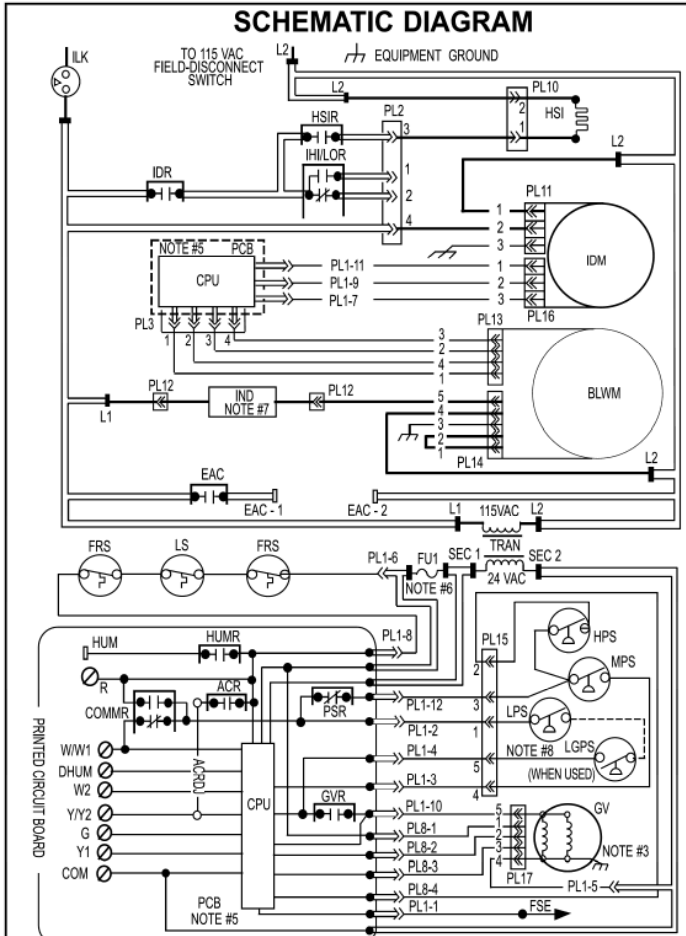 SCHEMATIC DIAGRAM
ILK
TO 115 VAC
FIELD-DISCONNECT
SWITCH
L2
EQUIPMENT GROUND
L2
PL10
2
1
HSI
HSIR
PL2
3
IHI/LOR
1
2
4
IDR
L2
PL11
1 1
2 2
3 3
IDM
NOTE #5 PCB
CPU
PL1-11 1 1
PL1-9 2 2
PL1-7 3 3
PL16
PL3
1 2 3 4
PL13
3
2
4
1
BLWM
L1
PL12
IND
NOTE #7
PL12
5
4
3
2
1
PL14
L2
EAC
EAC - 1
EAC - 2
L1 115VAC L2
TRAN
SEC 1 24 VAC SEC 2
FRS
LS
FRS
PL1-6
FU1
NOTE #6
PL1-8
PL15
HUM
HUMR
R
COMMR
ACR
PSR
ACRDJ
PRINTED CIRCUIT BOARD
W/W1
DHUM
W2
Y/Y2
G
Y1
COM
CPU
GVR
PCB
NOTE #5
PL1-12
PL1-2
PL1-4
PL1-3
PL1-10
PL8-1
PL8-2
PL8-3
PL8-4
PL1-1
2
3
1
5
4
HPS
MPS
LPS
NOTE #8
LGPS
(WHEN USED)
5
1
2
3
4
PL17
GV
NOTE #3
PL1-5
FSE